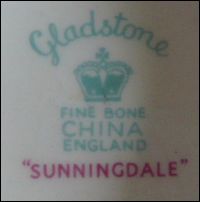 Gladstone
FINE BONE
CHINA
ENGLAND
"SUNNINGDALE"